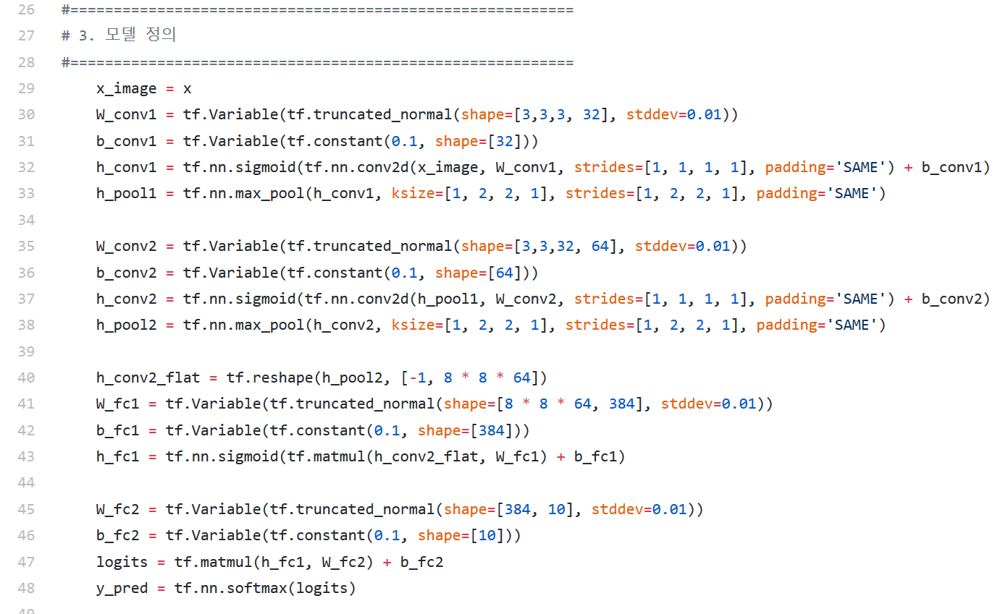 26 #==========================================================
27 # 3. 모델 정의
28 #==========================================================
29 x_image = x
30 W_conv1 = tf.Variable(tf.truncated_normal(shape=[3,3,3, 32], stddev=0.01))
31 b_conv1 = tf.Variable(tf.constant(0.1, shape=[32]))
32 h_conv1 = tf.nn.sigmoid(tf.nn.conv2d(x_image, W_conv1, strides=[1, 1, 1, 1], padding='SAME') + b_conv1)
33 h_pool1 = tf.nn.max_pool(h_conv1, ksize=[1, 2, 2, 1], strides=[1, 2, 2, 1], padding='SAME')
34
35 W_conv2 = tf.Variable(tf.truncated_normal(shape=[3,3,32, 64], stddev=0.01))
36 b_conv2 = tf.Variable(tf.constant(0.1, shape=[64]))
37 h_conv2 = tf.nn.sigmoid(tf.nn.conv2d(h_pool1, W_conv2, strides=[1, 1, 1, 1], padding='SAME') + b_conv2)
38 h_pool2 = tf.nn.max_pool(h_conv2, ksize=[1, 2, 2, 1], strides=[1, 2, 2, 1], padding='SAME')
39
40 h_conv2_flat = tf.reshape(h_pool2, [-1, 8 * 8 * 64])
41 W_fc1 = tf.Variable(tf.truncated_normal(shape=[8 * 8 * 64, 384], stddev=0.01))
42 b_fc1 = tf.Variable(tf.constant(0.1, shape=[384]))
43 h_fc1 = tf.nn.sigmoid(tf.matmul(h_conv2_flat, W_fc1) + b_fc1)
44
45 W_fc2 = tf.Variable(tf.truncated_normal(shape=[384, 10], stddev=0.01))
46 b_fc2 = tf.Variable(tf.constant(0.1, shape=[10]))
47 logits = tf.matmul(h_fc1, W_fc2) + b_fc2
48 y_pred = tf.nn.softmax(logits)
49